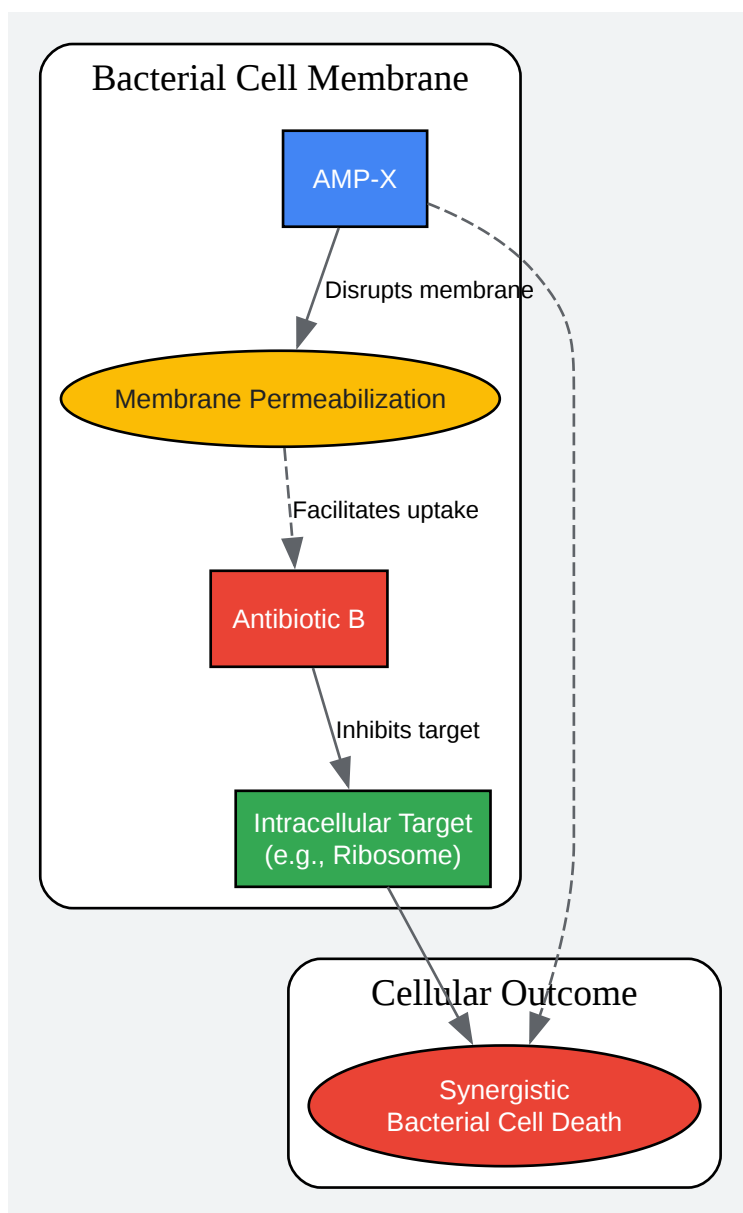 Bacterial Cell Membrane
AMP-X
Disrupts membrane
Membrane Permeabilization
Facilitates uptake
Antibiotic B
Inhibits target
Intracellular Target
(e.g., Ribosome)
Cellular Outcome
Synergistic
Bacterial Cell Death